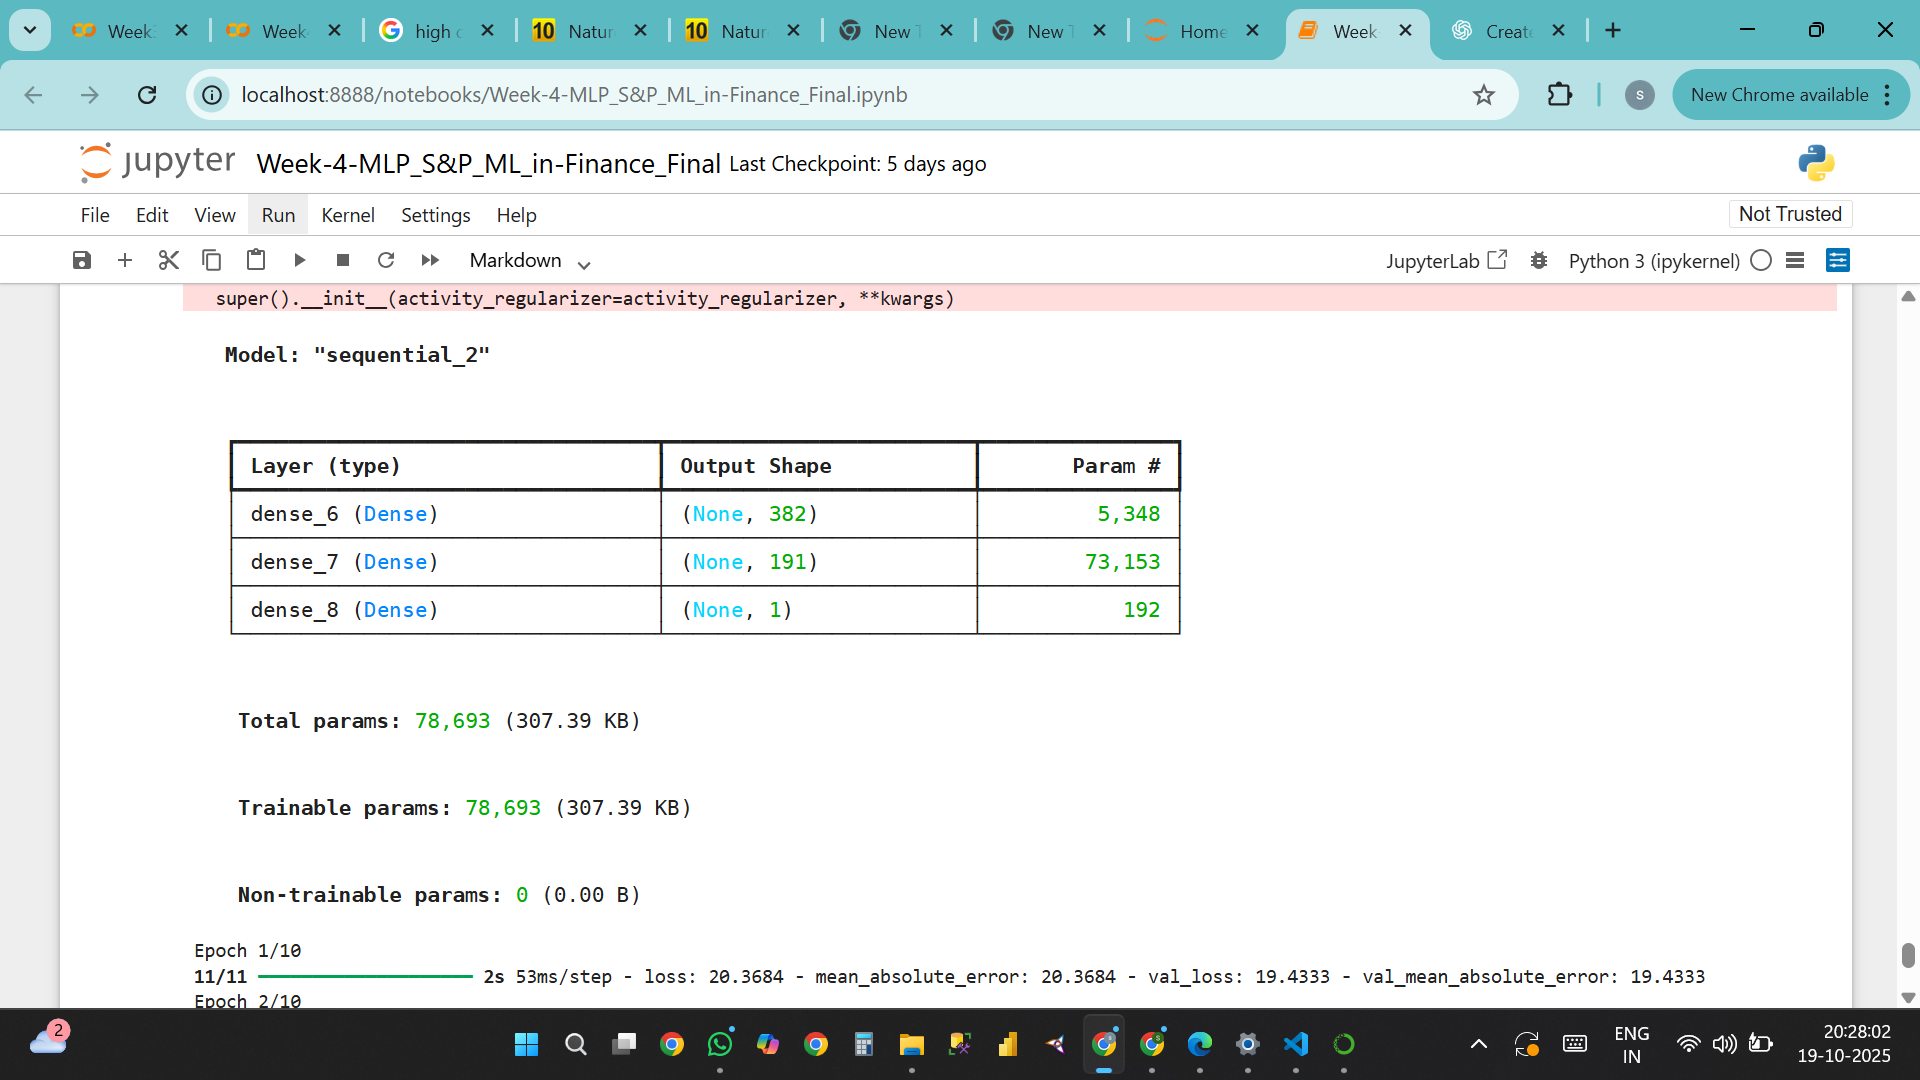 Week
Week
high
10 Natur
10 Natur
New
New
Home
Week
Create
localhost:8888/notebooks/Week-4-MLP_S&P_ML_in-Finance_Final.ipynb
S
New Chrome available
jupyter Week-4-MLP_S&P_ML_in-Finance_Final Last Checkpoint: 5 days ago
File Edit View Run Kernel Settings Help
Not Trusted
Markdown
JupyterLab
Python 3 (ipykernel)
super().__init__(activity_regularizer=activity_regularizer, **kwargs)
Model: "sequential_2"
Layer (type) Output Shape Param #
dense_6 (Dense) (None, 382) 5,348
dense_7 (Dense) (None, 191) 73,153
dense_8 (Dense) (None, 1) 192
Total params: 78,693 (307.39 KB)
Trainable params: 78,693 (307.39 KB)
Non-trainable params: 0 (0.00 B)
Epoch 1/10
11/11 2s 53ms/step - loss: 20.3684 - mean_absolute_error: 20.3684 - val_loss: 19.4333 - val_mean_absolute_error: 19.4333
Epoch 2/10
2
ENG
IN
20:28:02
19-10-2025